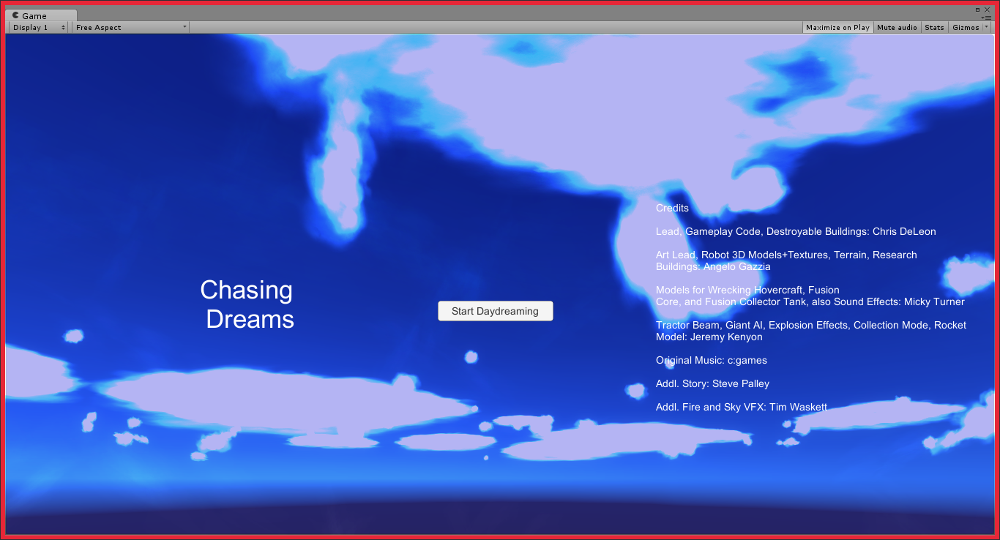 Game
Display 1
Free Aspect
Maximize on Play
Mute audio
Stats
Gizmos
Chasing
Dreams
Start Daydreaming
Credits
Lead, Gameplay Code, Destroyable Buildings: Chris DeLeon
Art Lead, Robot 3D Models+Textures, Terrain, Research
Buildings: Angelo Gazzia
Models for Wrecking Hovercraft, Fusion
Core, and Fusion Collector Tank, also Sound Effects: Micky Turner
Tractor Beam, Giant AI, Explosion Effects, Collection Mode, Rocket
Model: Jeremy Kenyon
Original Music: c:games
Addl. Story: Steve Palley
Addl. Fire and Sky VFX: Tim Waskett